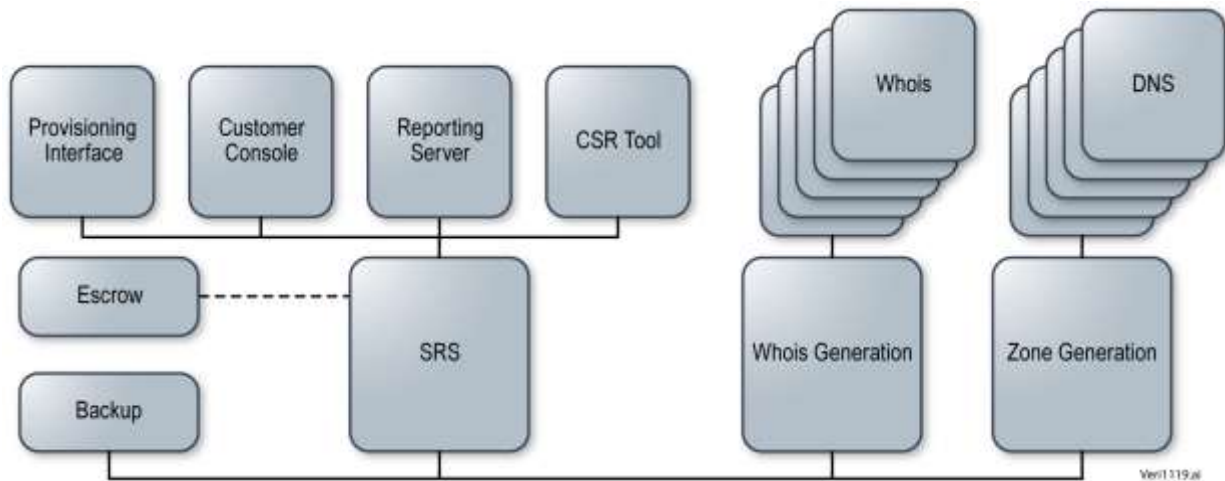 Provisioning
Interface
Customer
Console
Reporting
Server
CSR Tool
Whois
DNS
Escrow
SRS
Whois Generation
Zone Generation
Backup
Veri1119.ai